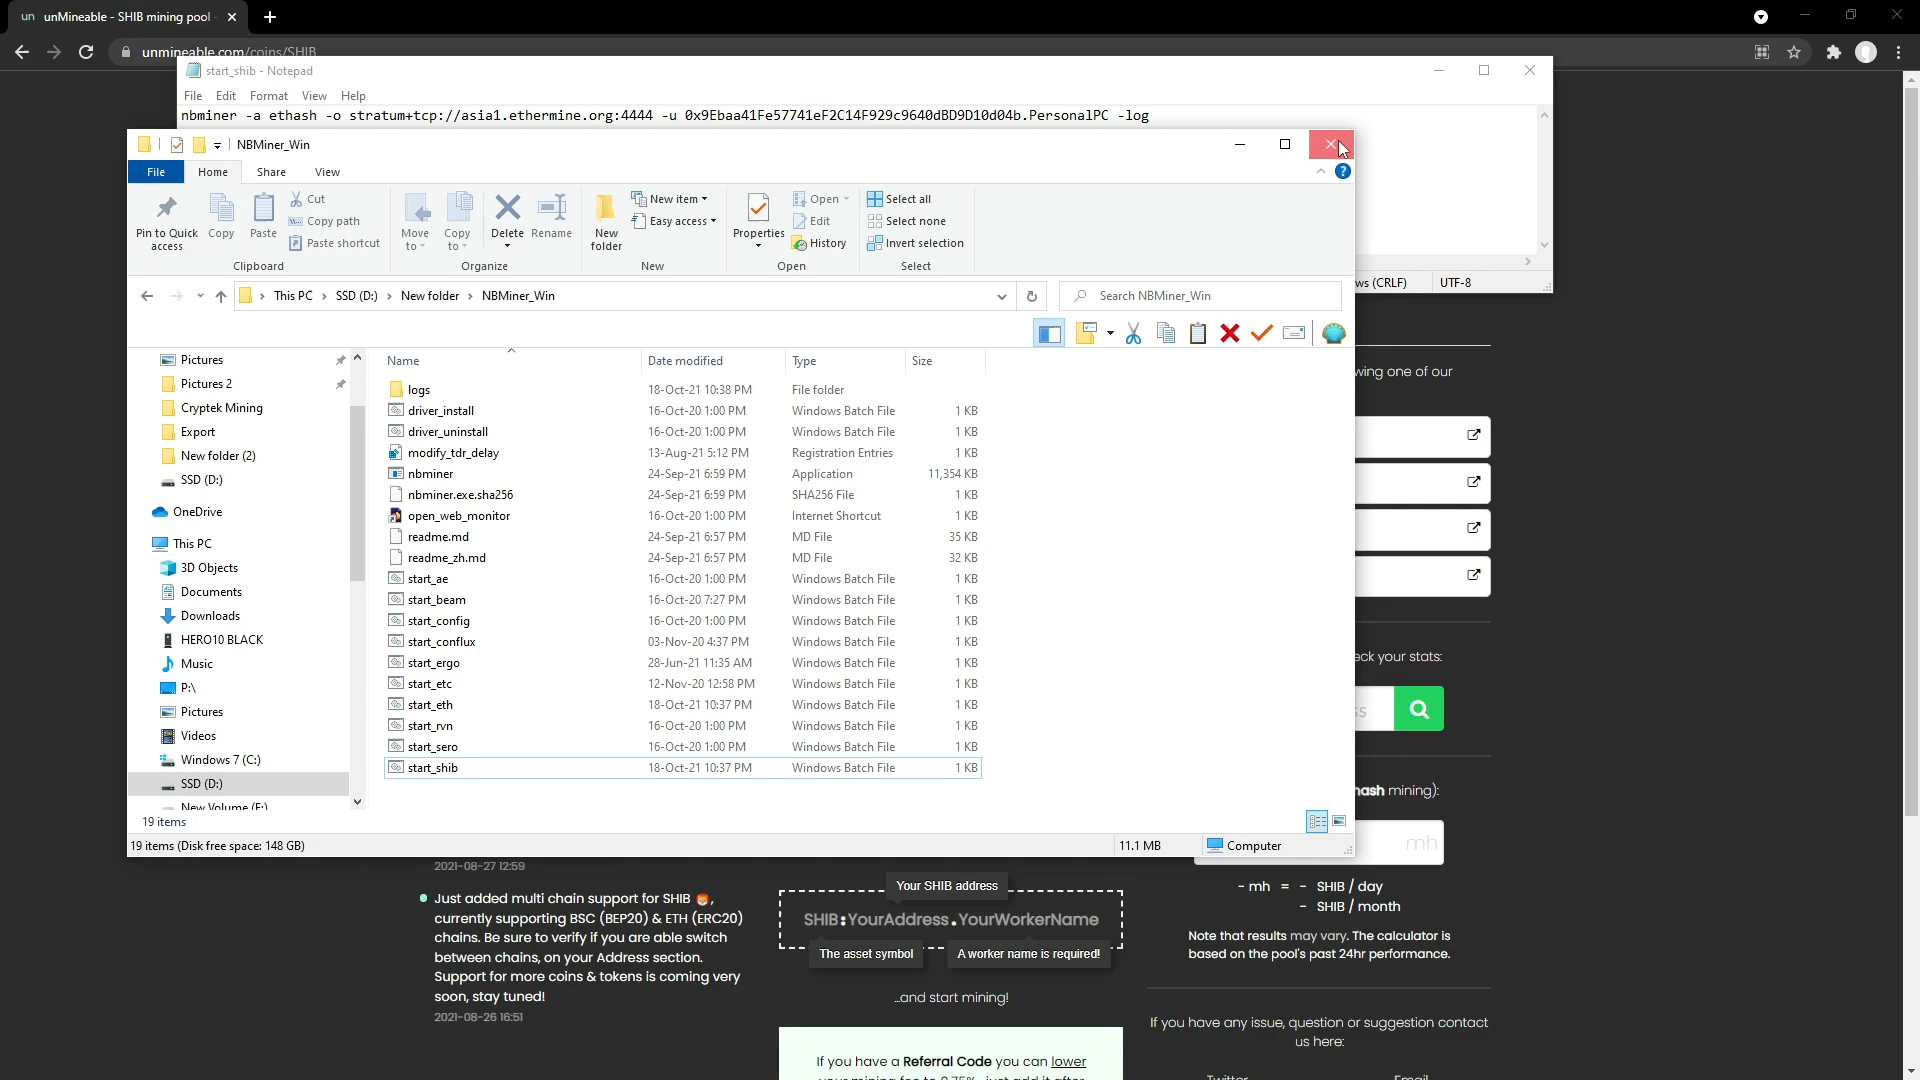 un unMineable - SHIB mining pool
unmineable.com/coins/SHIB
start_shib - Notepad
File Edit Format View Help
nbminer -a ethash -o stratum+tcp://asia1.ethermine.org:4444 -u 0x9Ebaa41Fe57741eF2C14F929c9640dBD9D10d04b.PersonalPC -log
NBMiner_Win
File Home Share View
Pin to Quick access
Copy
Paste
Cut
Copy path
Paste shortcut
Clipboard
Move to
Copy to
Delete
Rename
Organize
New folder
New item
Easy access
New
Properties
Open
Edit
History
Open
Select all
Select none
Invert selection
Select
ws (CRLF) UTF-8
This PC > SSD (D:) > New folder > NBMiner_Win
Search NBMiner_Win
Pictures
Pictures 2
Cryptek Mining
Export
New folder (2)
SSD (D:)
OneDrive
This PC
3D Objects
Documents
Downloads
HERO10 BLACK
Music
P:\
Pictures
Videos
Windows 7 (C:)
SSD (D:)
New Volume (E:)
Name Date modified Type Size
logs 18-Oct-21 10:38 PM File folder
driver_install 16-Oct-20 1:00 PM Windows Batch File 1 KB
driver_uninstall 16-Oct-20 1:00 PM Windows Batch File 1 KB
modify_tdr_delay 13-Aug-21 5:12 PM Registration Entries 1 KB
nbminer 24-Sep-21 6:59 PM Application 11,354 KB
nbminer.exe.sha256 24-Sep-21 6:59 PM SHA256 File 1 KB
open_web_monitor 16-Oct-20 1:00 PM Internet Shortcut 1 KB
readme.md 24-Sep-21 6:57 PM MD File 35 KB
readme_zh.md 24-Sep-21 6:57 PM MD File 32 KB
start_ae 16-Oct-20 1:00 PM Windows Batch File 1 KB
start_beam 16-Oct-20 7:27 PM Windows Batch File 1 KB
start_config 16-Oct-20 1:00 PM Windows Batch File 1 KB
start_conflux 03-Nov-20 4:37 PM Windows Batch File 1 KB
start_ergo 28-Jun-21 11:35 AM Windows Batch File 1 KB
start_etc 12-Nov-20 12:58 PM Windows Batch File 1 KB
start_eth 18-Oct-21 10:37 PM Windows Batch File 1 KB
start_rvn 16-Oct-20 1:00 PM Windows Batch File 1 KB
start_sero 16-Oct-20 1:00 PM Windows Batch File 1 KB
start_shib 18-Oct-21 10:37 PM Windows Batch File 1 KB
19 items
19 items (Disk free space: 148 GB) 11.1 MB Computer
wing one of our
eck your stats:
ss
hash mining):
mh
- mh = - SHIB / day
- SHIB / month
Note that results may vary. The calculator is
based on the pool's past 24hr performance.
If you have any issue, question or suggestion contact
us here:
Twitter Email
2021-08-27 12:59
Just added multi chain support for SHIB
currently supporting BSC (BEP20) & ETH (ERC20)
chains. Be sure to verify if you are able switch
between chains, on your Address section.
Support for more coins & tokens is coming very
soon, stay tuned!
2021-08-26 16:51
Your SHIB address
SHIB:YourAddress.YourWorkerName
The asset symbol A worker name is required!
...and start mining!
If you have a Referral Code you can lower
your mining fee to 0.75%, just add it after